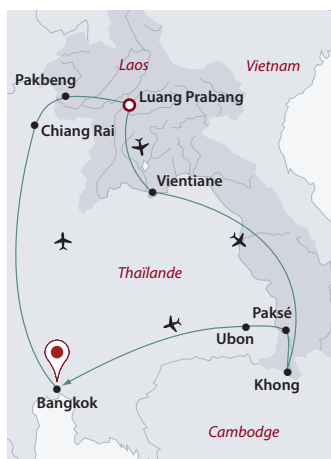 Laos
Vietnam
Pakbeng
Luang Prabang
Chiang Rai
Vientiane
Thaïlande
Paksé
Ubon
Khong
Bangkok
Cambodge